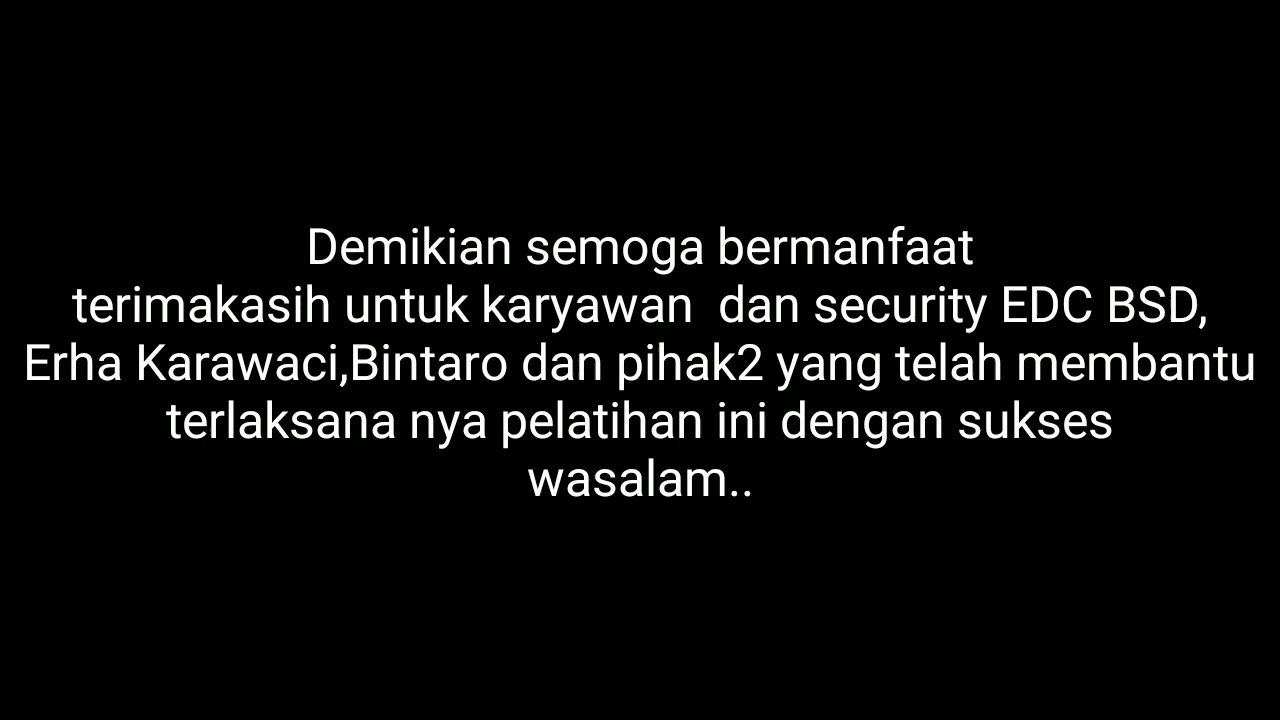 Demikian semoga bermanfaat
terimakasih untuk karyawan  dan security EDC BSD,
Erha Karawaci,Bintaro dan pihak2 yang telah membantu
terlaksana nya pelatihan ini dengan sukses
wasalam..